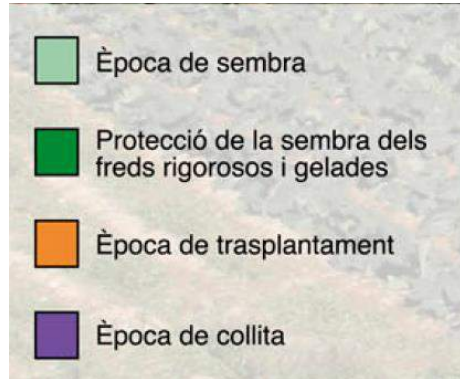 Època de sembra
Protecció de la sembra dels
freds rigorosos i gelades
Època de trasplantament
Època de collita